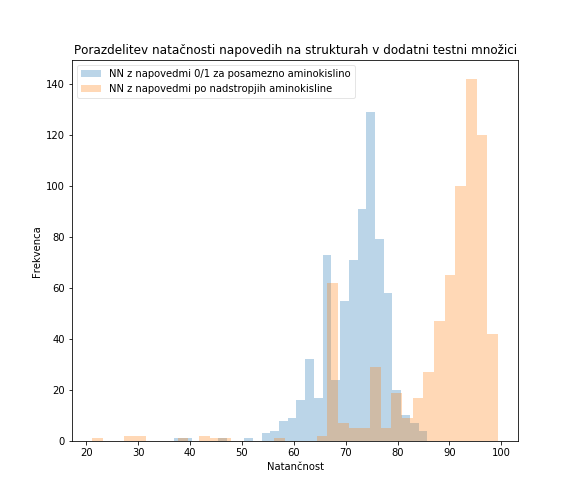 Porazdelitev natačnosti napovedih na strukturah v dodatni testni množici
NN z napovedmi 0/1 za posamezno aminokislino
NN z napovedmi po nadstropjih aminokisline
140
120
100
80
60
40
20
0
Frekvenca
20 30 40 50 60 70 80 90 100
Natančnost